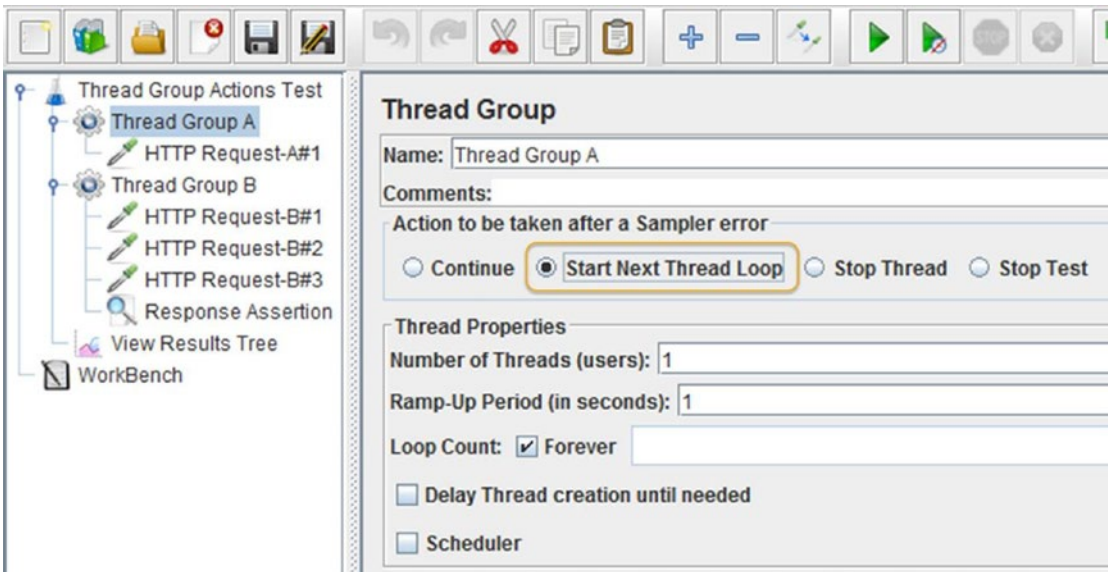 STOP
Thread Group Actions Test
Thread Group A
HTTP Request-A#1
Thread Group B
HTTP Request-B#1
HTTP Request-B#2
HTTP Request-B#3
Response Assertion
View Results Tree
WorkBench
Thread Group
Name: Thread Group A
Comments:
Action to be taken after a Sampler error
Continue Start Next Thread Loop Stop Thread Stop Test
Thread Properties
Number of Threads (users): 1
Ramp-Up Period (in seconds): 1
Loop Count: Forever
Delay Thread creation until needed
Scheduler